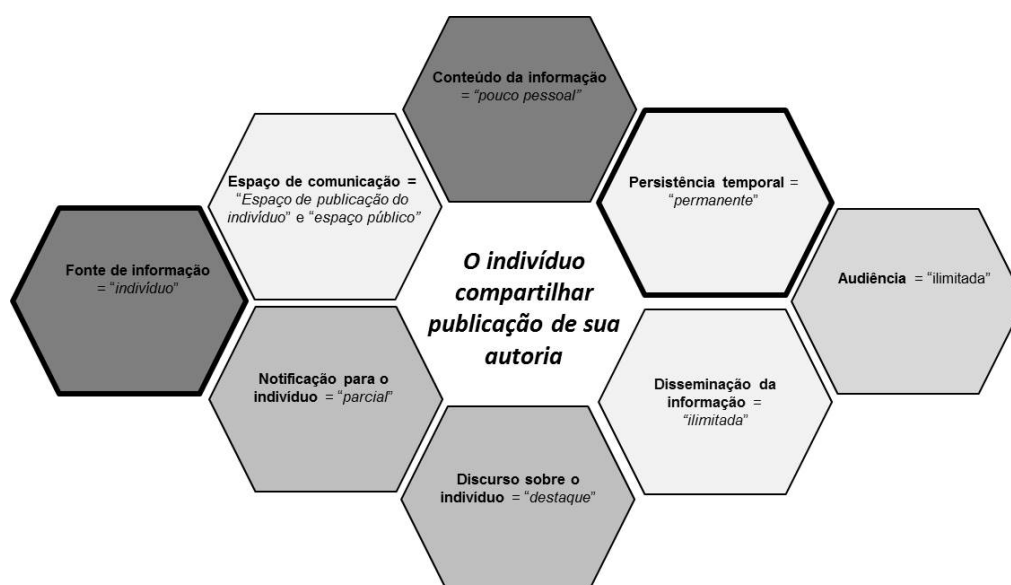 Conteúdo da informação
= “pouco pessoal”
Espaço de comunicação =
“Espaço de publicação do
indivíduo” e “espaço público”
Persistência temporal =
“permanente”
Fonte de informação
= “indivíduo”
O indivíduo
compartilhar
publicação de sua
autoria
Audiência = “ilimitada”
Notificação para o
indivíduo = “parcial”
Disseminação da
informação =
“ilimitada”
Discurso sobre o
indivíduo = “destaque”